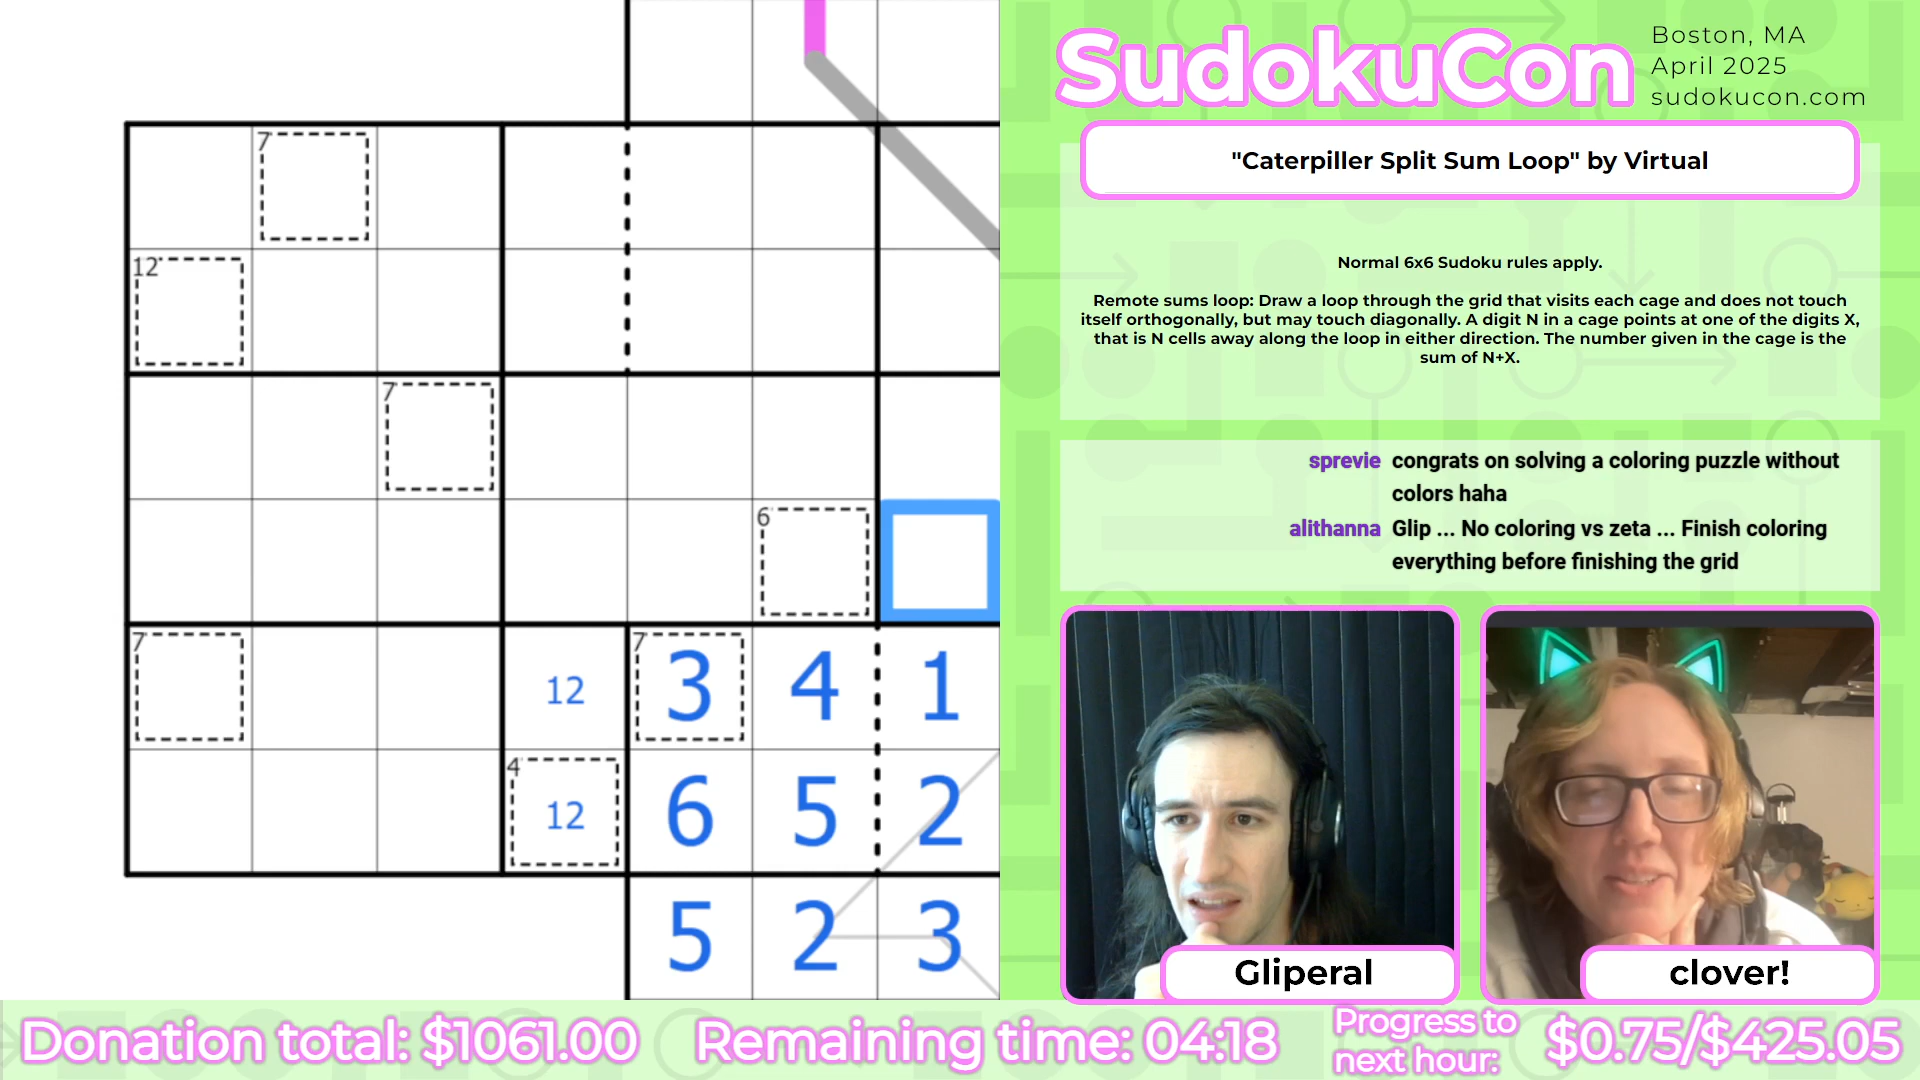 SudokuCon
Boston, MA
April 2025
sudokucon.com
"Caterpiller Split Sum Loop" by Virtual
Normal 6x6 Sudoku rules apply.
Remote sums loop: Draw a loop through the grid that visits each cage and does not touch
itself orthogonally, but may touch diagonally. A digit N in a cage points at one of the digits X,
that is N cells away along the loop in either direction. The number given in the cage is the
sum of N+X.
sprevie congrats on solving a coloring puzzle without
colors haha
alithanna Glip ... No coloring vs zeta ... Finish coloring
everything before finishing the grid
7
12
7
6
7 12 7 3 4 1
4 12 6 5 2
5 2 3
Gliperal
clover!
Donation total: $1061.00
Remaining time: 04:18
Progress to
next hour:
$0.75/$425.05